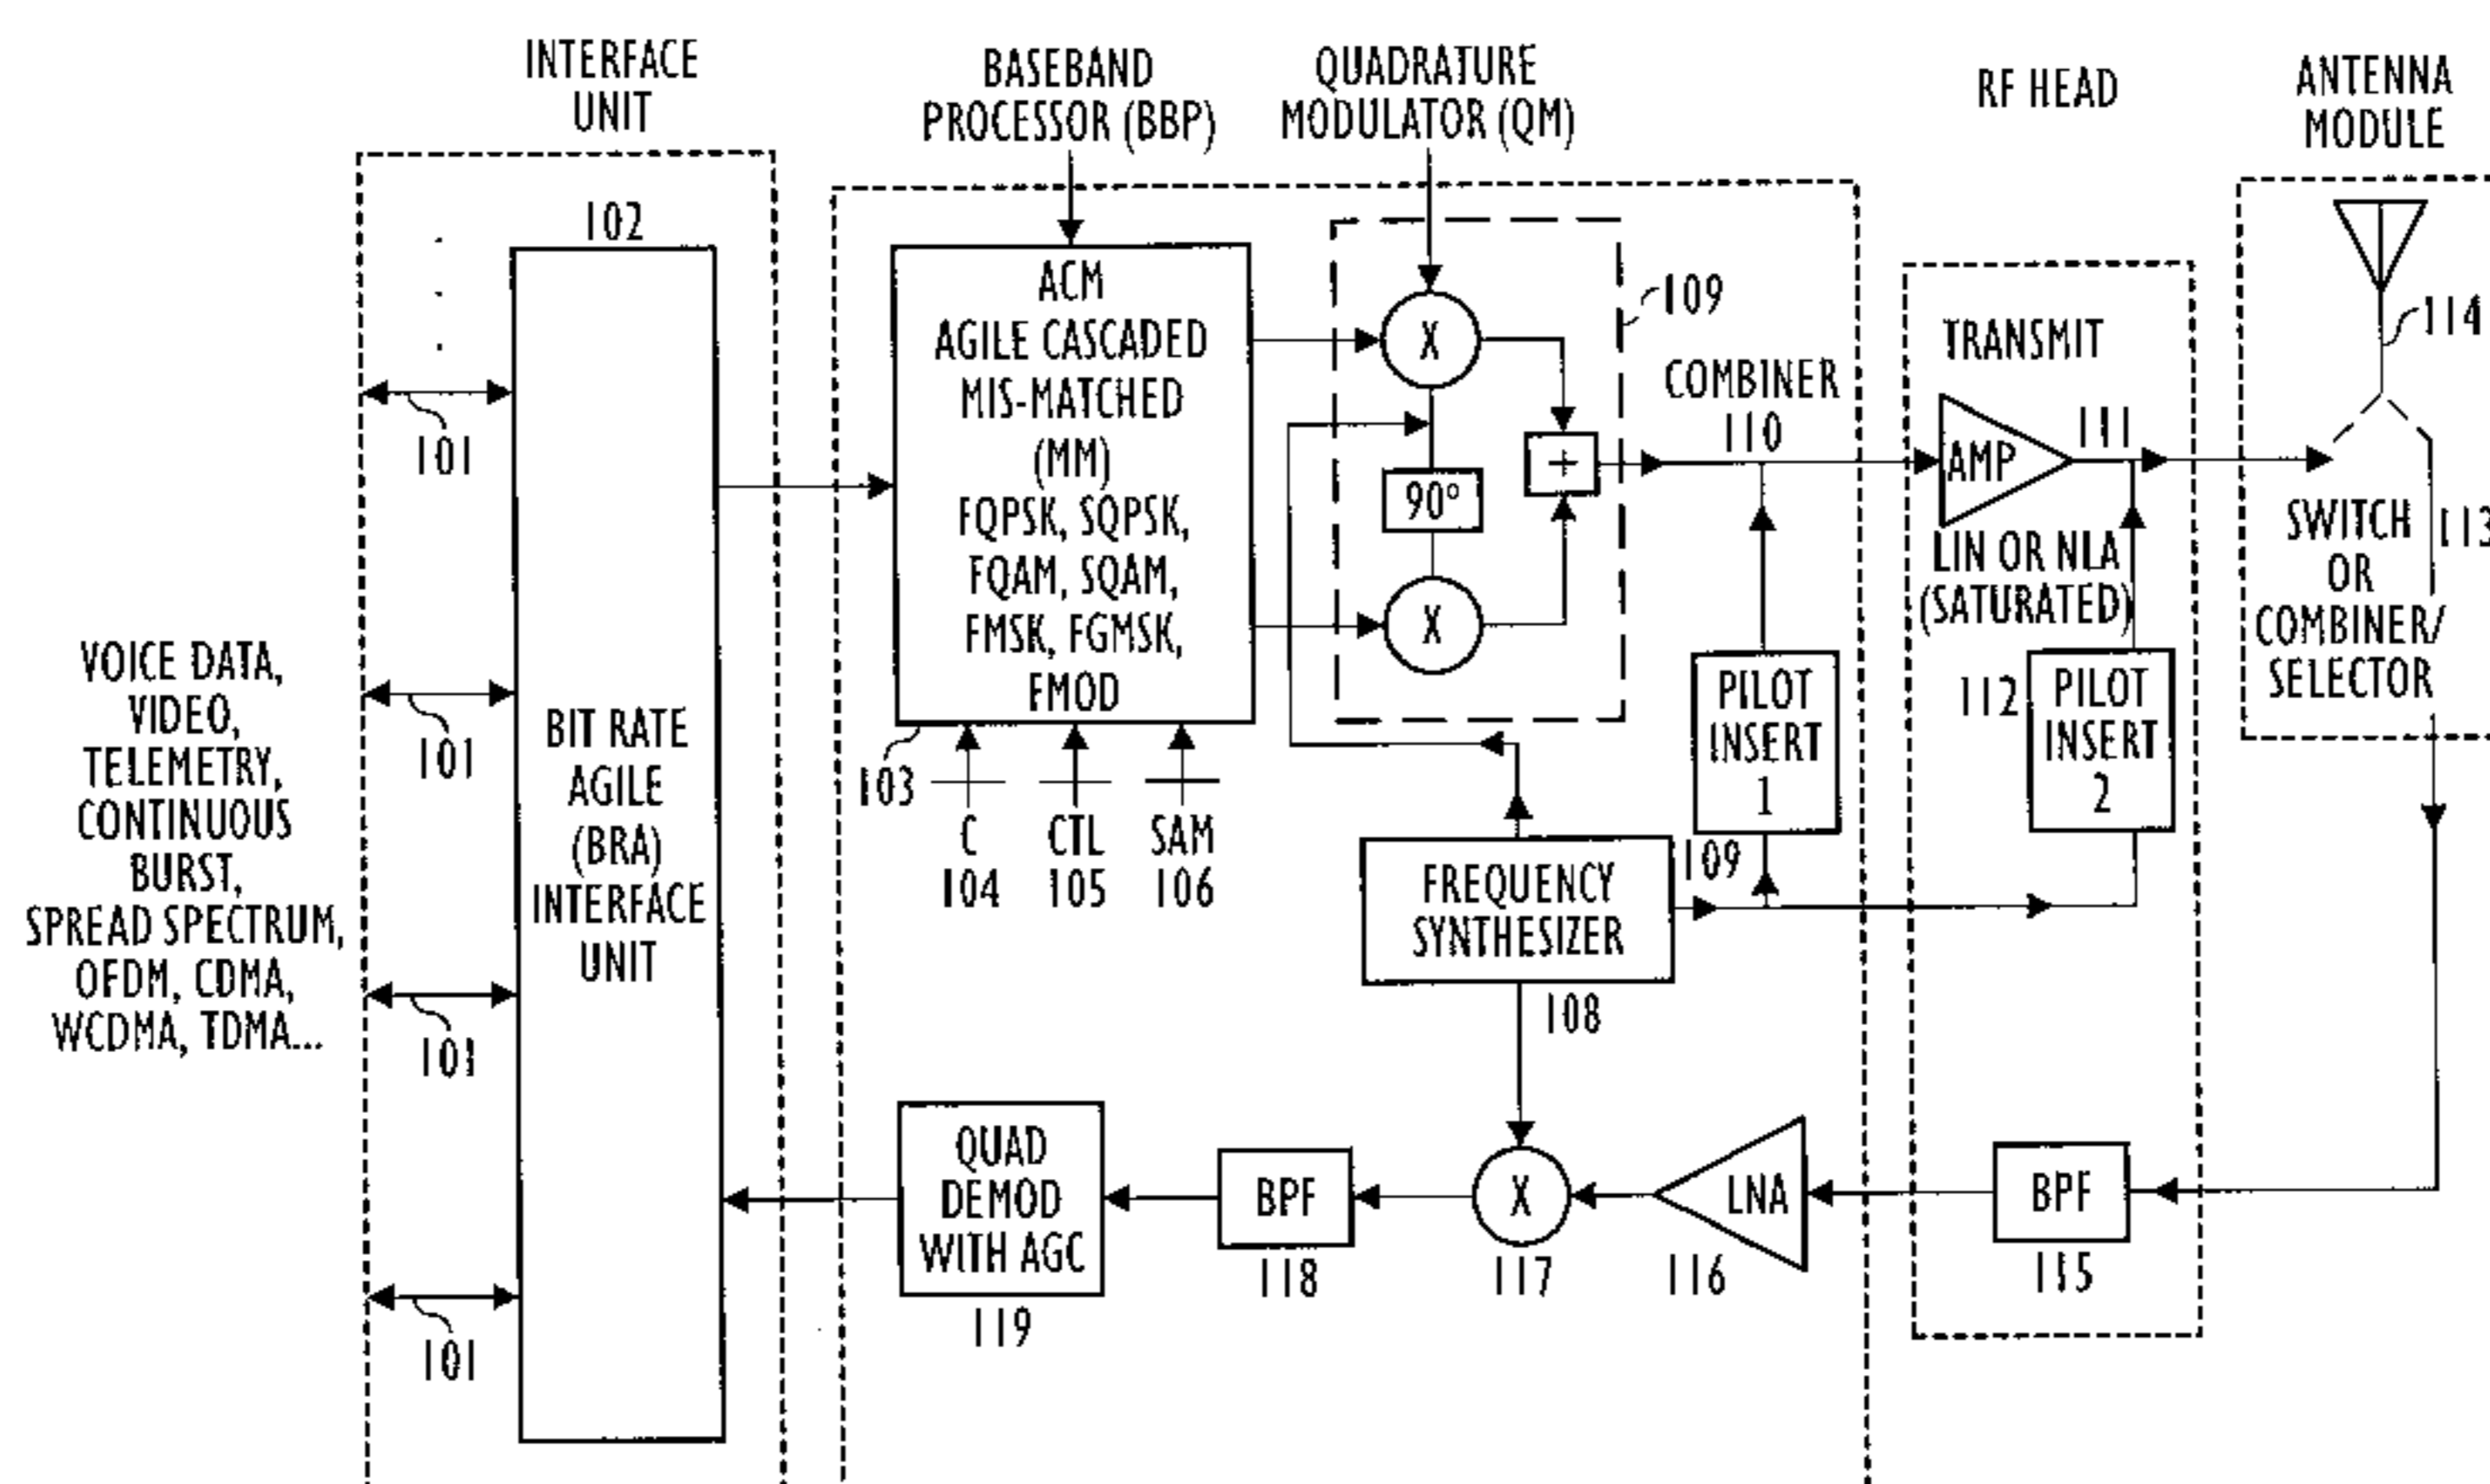 INTERFACE
UNIT
BASEBAND
PROCESSOR (BBP)
QUADRATURE
MODULATOR (QM)
RF HEAD
ANTENNA
MODULE
102
101
101
101
101
VOICE DATA,
VIDEO,
TELEMETRY,
CONTINUOUS
BURST,
SPREAD SPECTRUM,
OFDM, CDMA,
WCDMA, TDMA...
BIT RATE
AGILE
(BRA)
INTERFACE
UNIT
ACM
AGILE CASCADED
MIS-MATCHED
(MM)
FQPSK, SQPSK,
FQAM, SQAM,
FMSK, FGMSK,
FMOD
103
C
104
CTL
105
SAM
106
X
90°
X
+
109
COMBINER
110
TRANSMIT
AMP
111
LIN OR NLA
(SATURATED)
114
SWITCH
OR
COMBINER/
SELECTOR
113
PILOT
INSERT
1
109
112
PILOT
INSERT
2
FREQUENCY
SYNTHESIZER
108
QUAD
DEMOD
WITH AGC
119
BPF
118
X
117
LNA
116
BPF
115